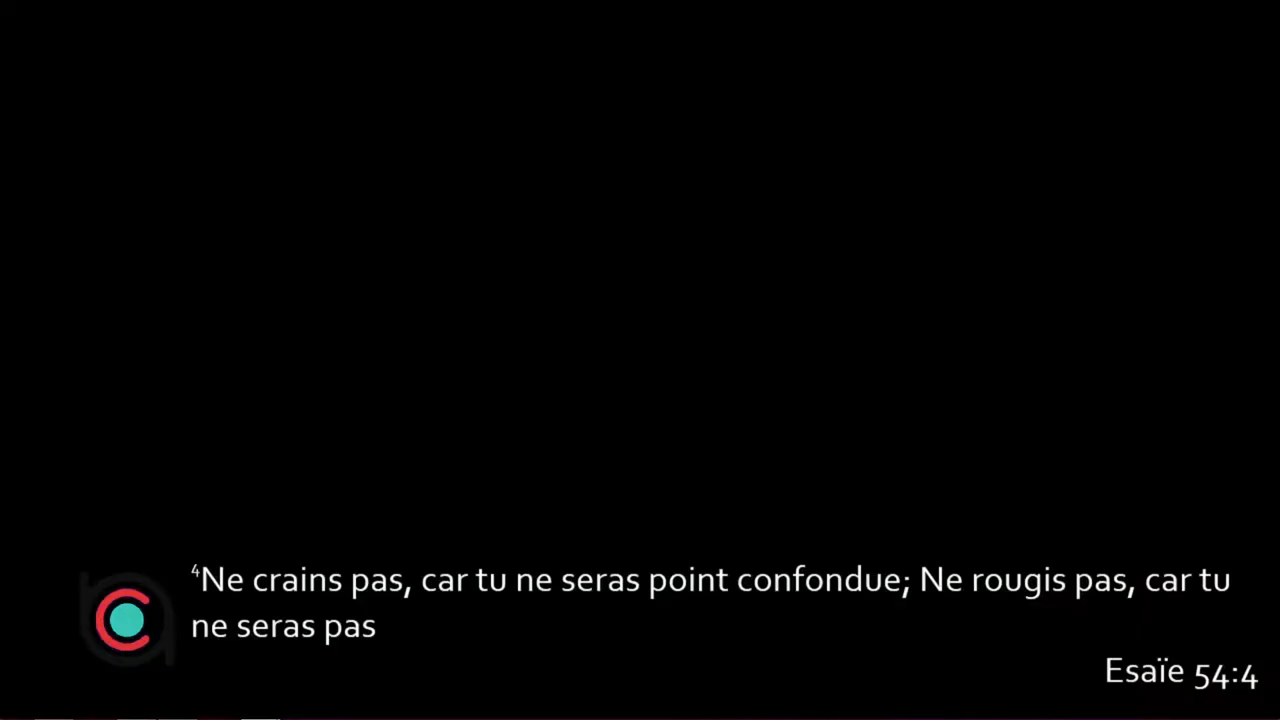 ⁴Ne crains pas, car tu ne seras point confondue; Ne rougis pas, car tu
ne seras pas
Esaïe 54:4